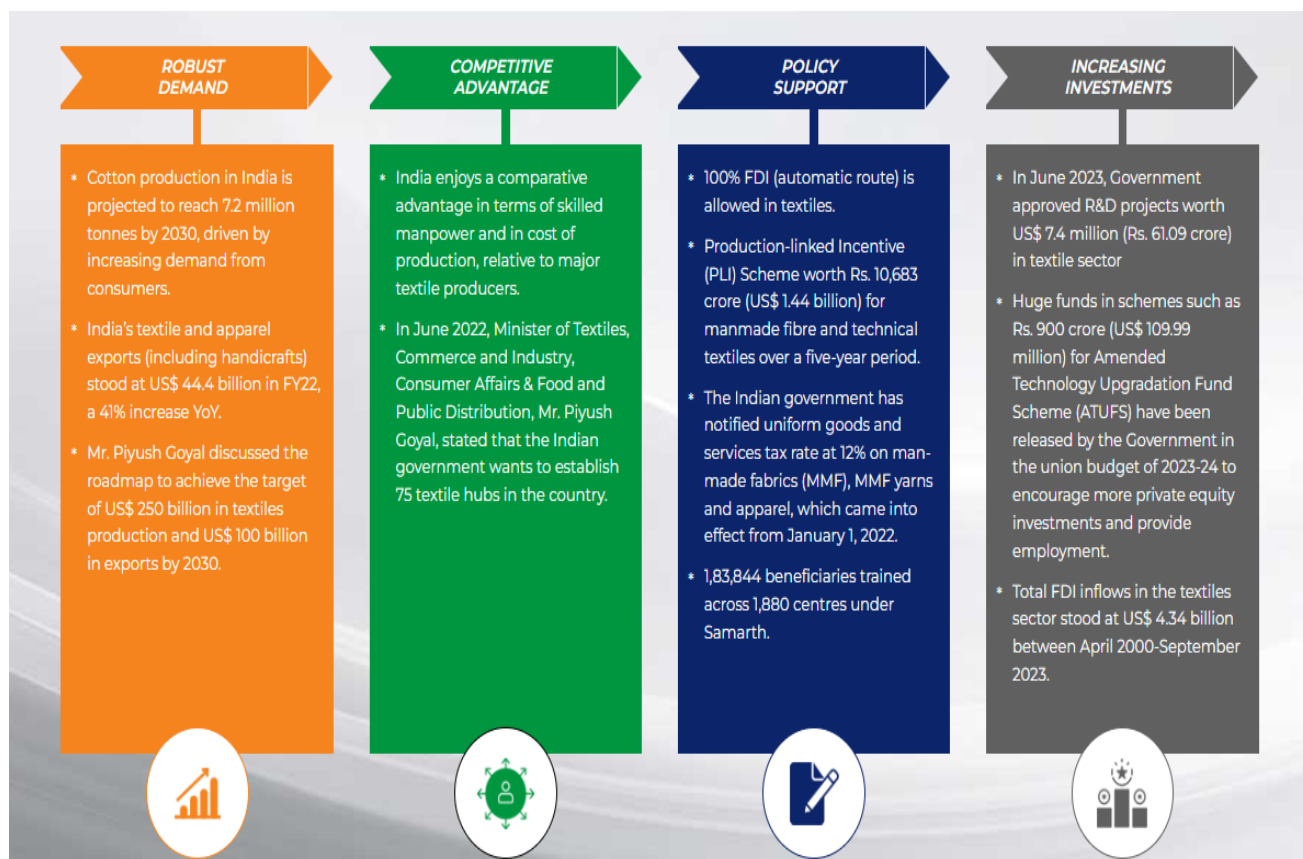 ROBUST
DEMAND
* Cotton production in India is
projected to reach 7.2 million
tonnes by 2030, driven by
increasing demand from
consumers.
* India's textile and apparel
exports (including handicrafts)
stood at US$ 44.4 billion in FY22,
a 41% increase YoY.
* Mr. Piyush Goyal discussed the
roadmap to achieve the target
of US$ 250 billion in textiles
production and US$ 100 billion
in exports by 2030.
COMPETITIVE
ADVANTAGE
* India enjoys a comparative
advantage in terms of skilled
manpower and in cost of
production, relative to major
textile producers.
* In June 2022, Minister of Textiles,
Commerce and Industry,
Consumer Affairs & Food and
Public Distribution, Mr. Piyush
Goyal, stated that the Indian
government wants to establish
75 textile hubs in the country.
POLICY
SUPPORT
* 100% FDI (automatic route) is
allowed in textiles.
* Production-linked Incentive
(PLI) Scheme worth Rs. 10,683
crore (US$ 1.44 billion) for
manmade fibre and technical
textiles over a five-year period.
* The Indian government has
notified uniform goods and
services tax rate at 12% on man-
made fabrics (MMF), MMF yarns
and apparel, which came into
effect from January 1, 2022.
* 1,83,844 beneficiaries trained
across 1,880 centres under
Samarth.
INCREASING
INVESTMENTS
* In June 2023, Government
approved R&D projects worth
US$ 7.4 million (Rs. 61.09 crore)
in textile sector
* Huge funds in schemes such as
Rs. 900 crore (US$ 109.99
million) for Amended
Technology Upgradation Fund
Scheme (ATUFS) have been
released by the Government in
the union budget of 2023-24 to
encourage more private equity
investments and provide
employment.
* Total FDI inflows in the textiles
sector stood at US$ 4.34 billion
between April 2000-September
2023.